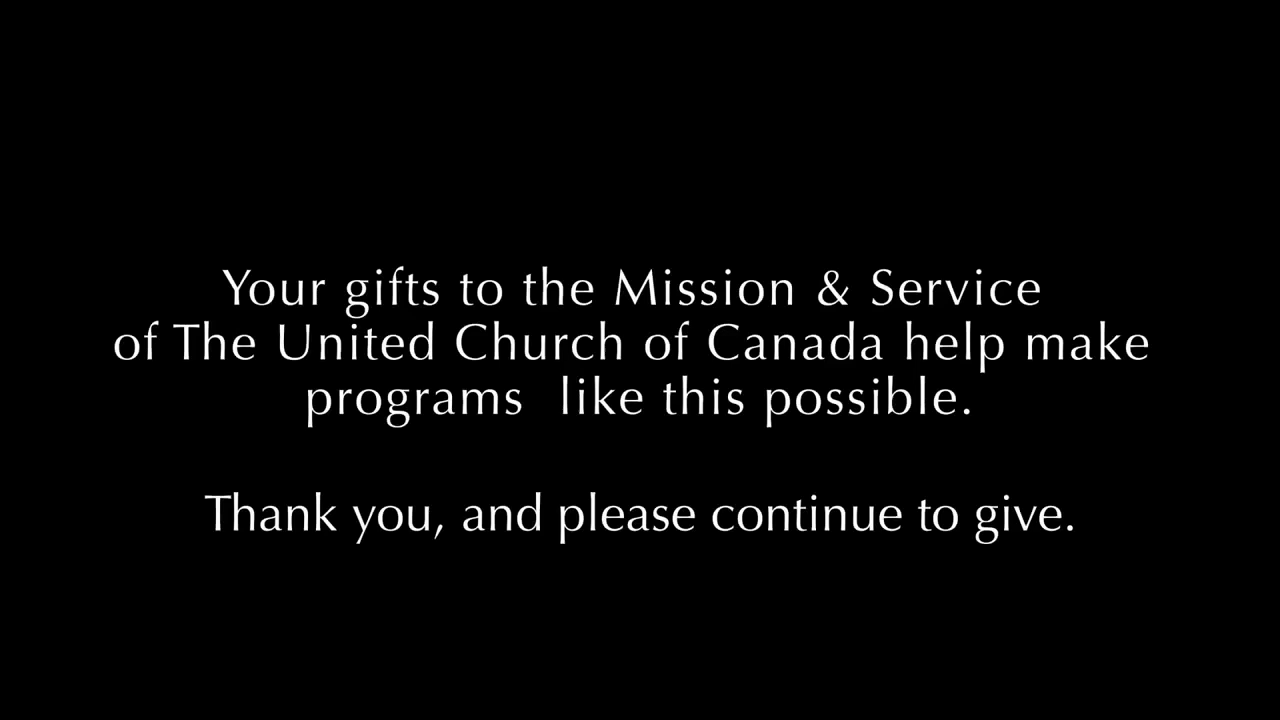 Your gifts to the Mission & Service
of The United Church of Canada help make
programs  like this possible.
Thank you, and please continue to give.